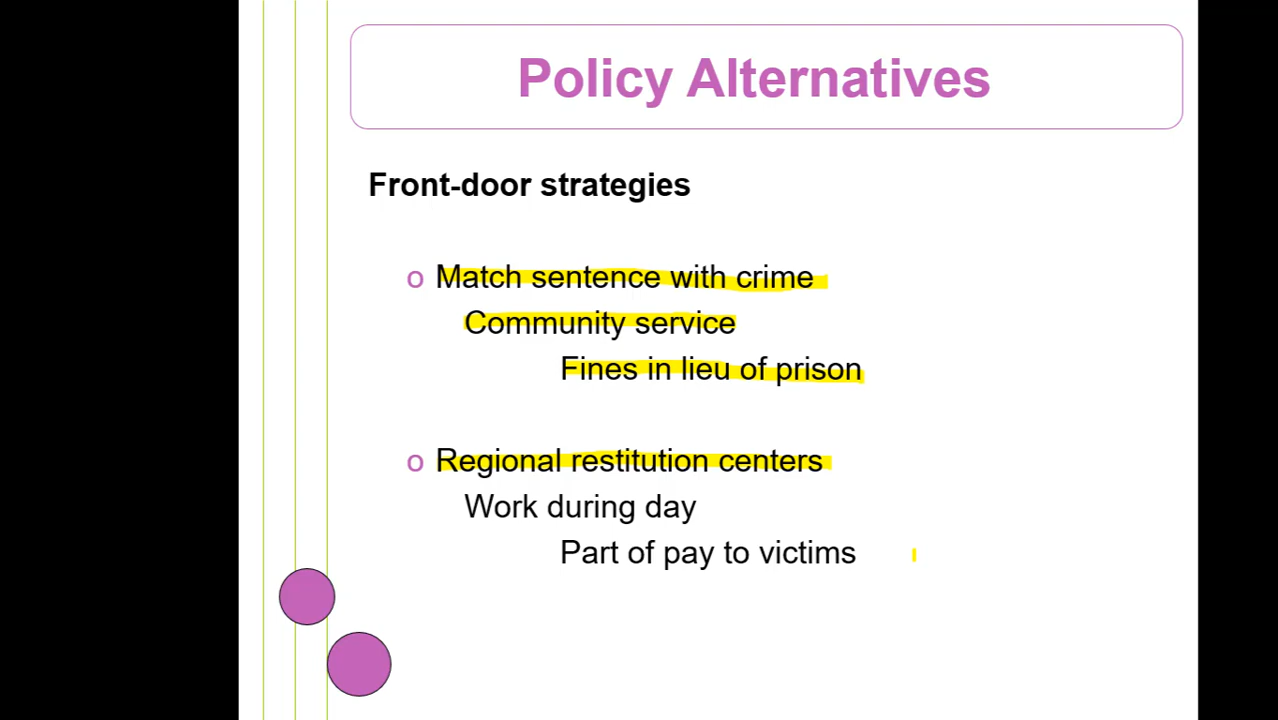 Policy Alternatives
Front-door strategies
o Match sentence with crime
Community service
Fines in lieu of prison
o Regional restitution centers
Work during day
Part of pay to victims